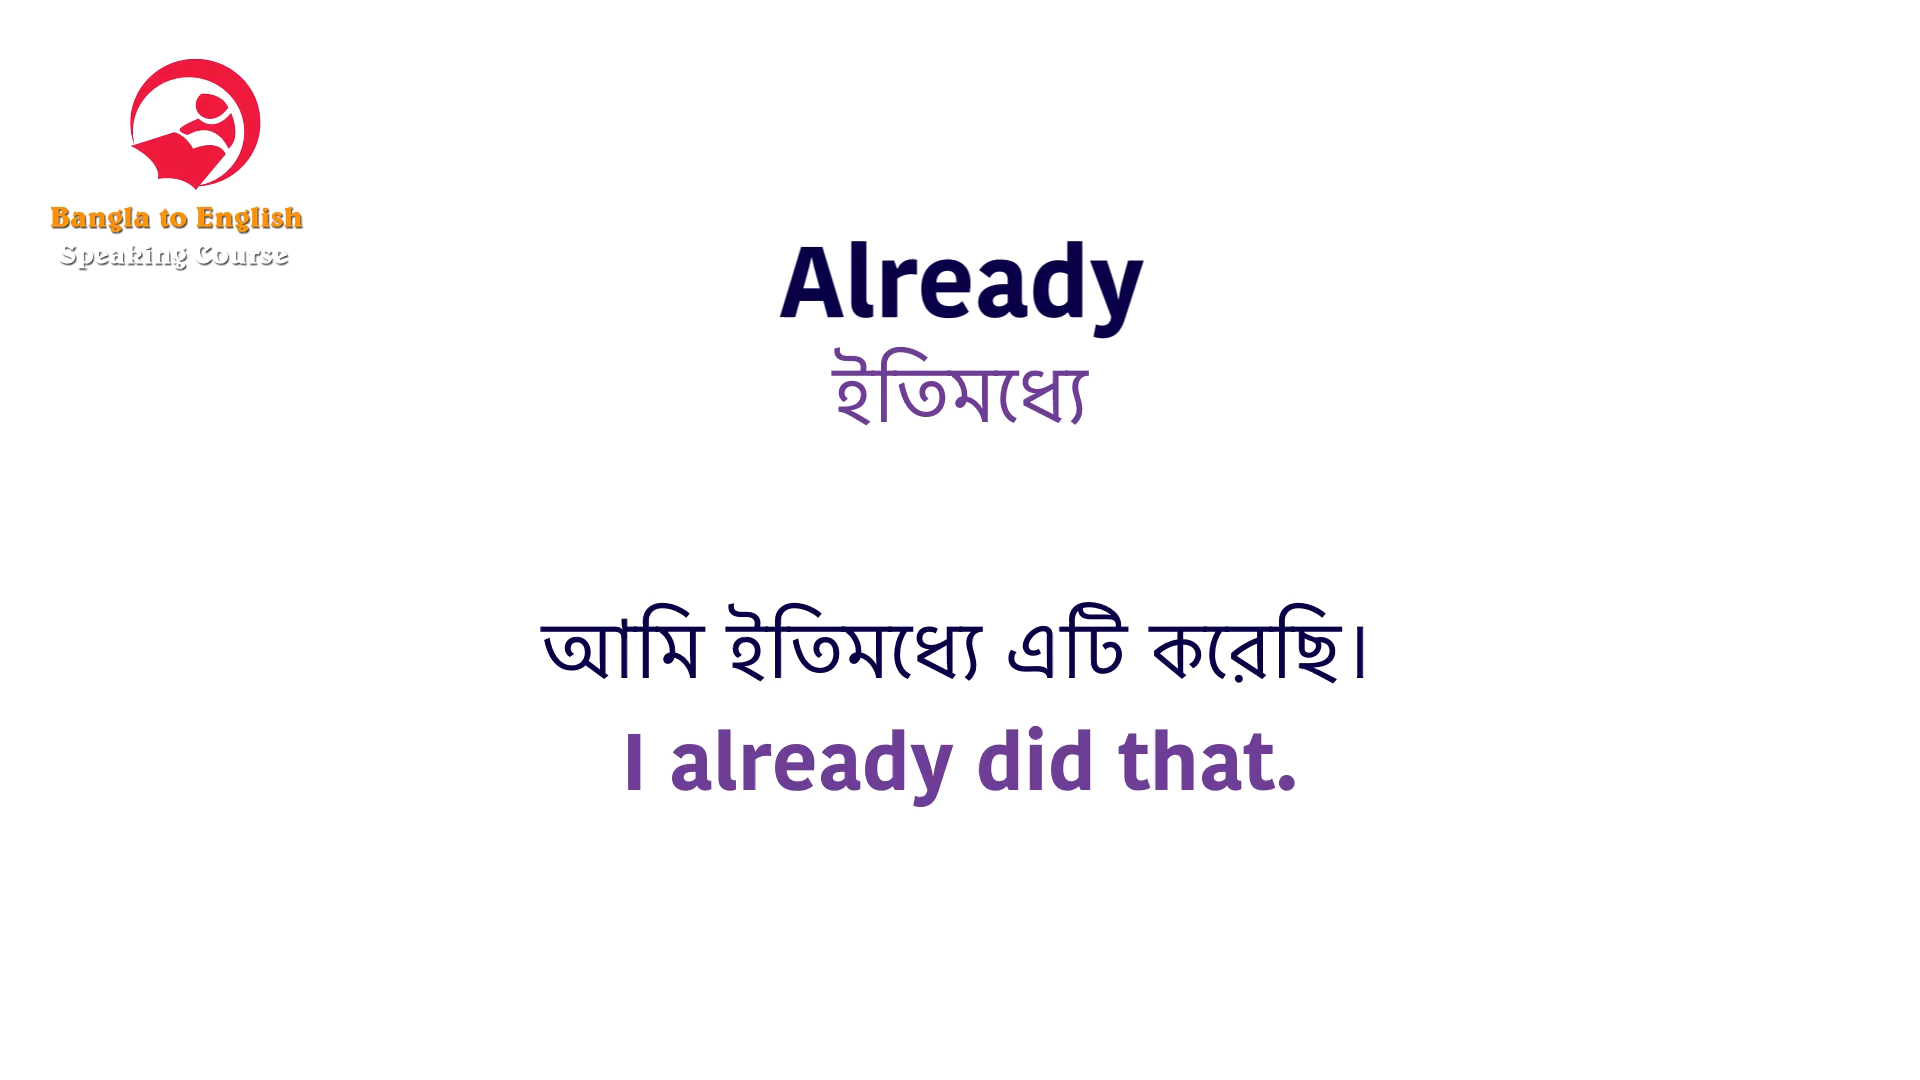 Bangla to English
Speaking Course
Already
ইতিমধ্যে
আমি ইতিমধ্যে এটি করেছি।
I already did that.